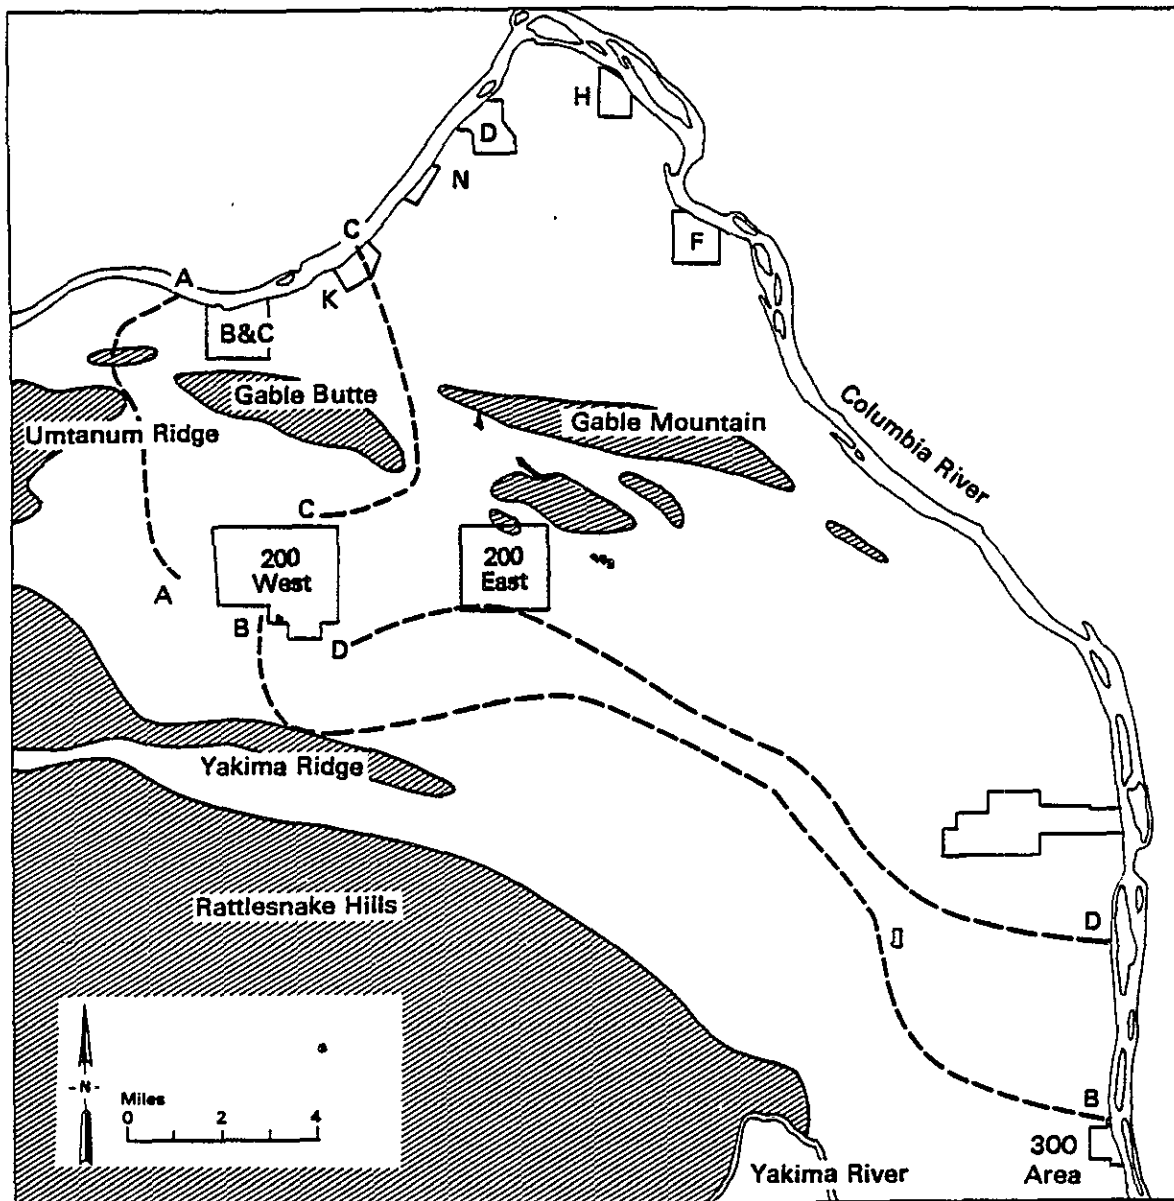 H
D
N
C
F
A
K
B&C
Gable Butte
Columbia River
Umtanum Ridge
Gable Mountain
C
200
West
200
East
A
B
D
Yakima Ridge
Rattlesnake Hills
D
-N-
Miles
0 2 4
B
300
Area
Yakima River